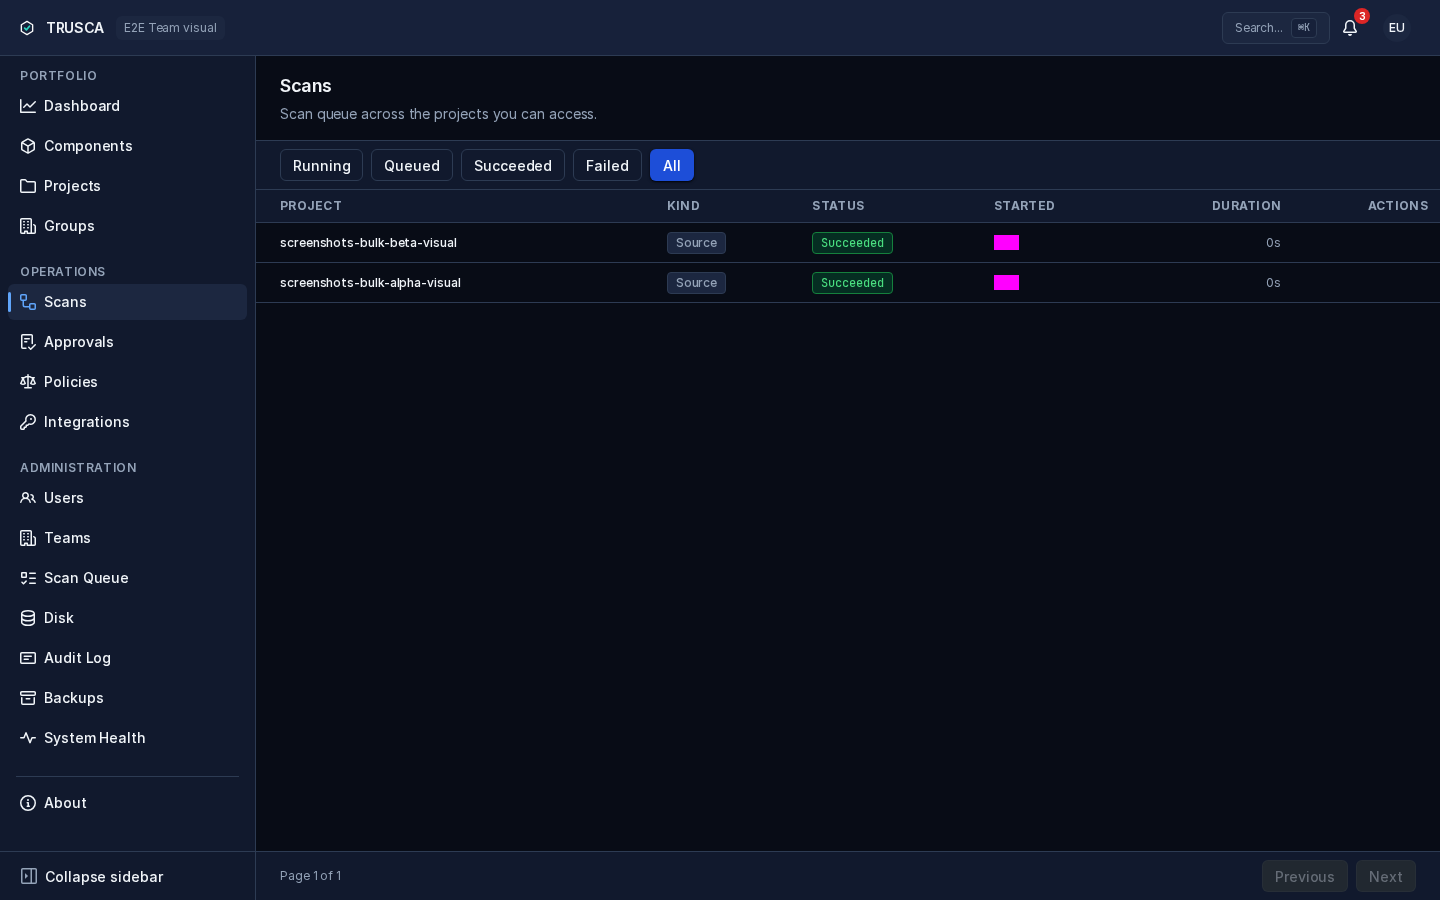 TRUSCA E2E Team visual Search... ⌘K 3 EU
PORTFOLIO
Dashboard
Components
Projects
Groups
OPERATIONS
Scans
Approvals
Policies
Integrations
ADMINISTRATION
Users
Teams
Scan Queue
Disk
Audit Log
Backups
System Health
About
Collapse sidebar
Scans
Scan queue across the projects you can access.
Running Queued Succeeded Failed All
PROJECT KIND STATUS STARTED DURATION ACTIONS
screenshots-bulk-beta-visual Source Succeeded 0s
screenshots-bulk-alpha-visual Source Succeeded 0s
Page 1 of 1 Previous Next